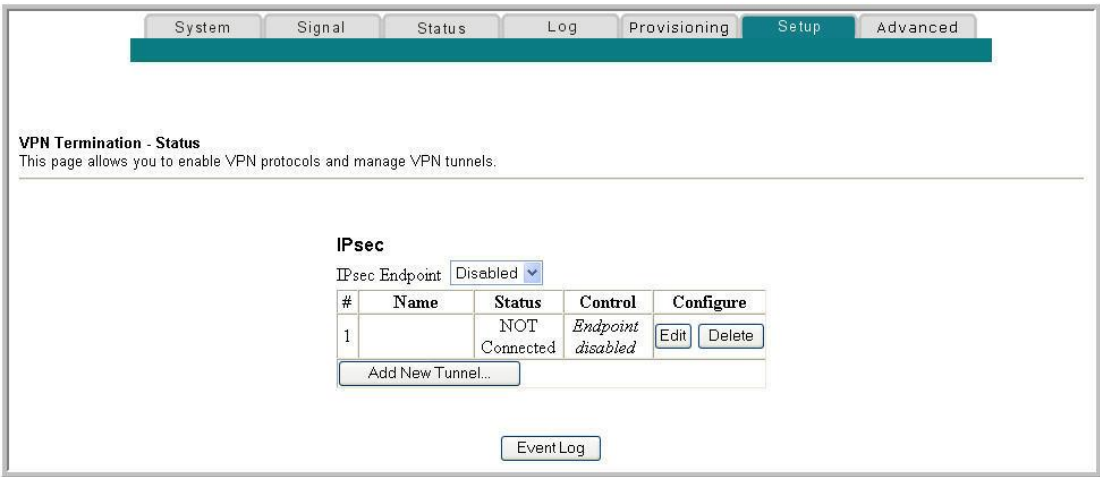 System Signal Status Log Provisioning Setup Advanced
VPN Termination - Status
This page allows you to enable VPN protocols and manage VPN tunnels.
IPsec
IPsec Endpoint Disabled
# Name Status Control Configure
1 NOT Connected Endpoint disabled Edit Delete
Add New Tunnel...
Event Log